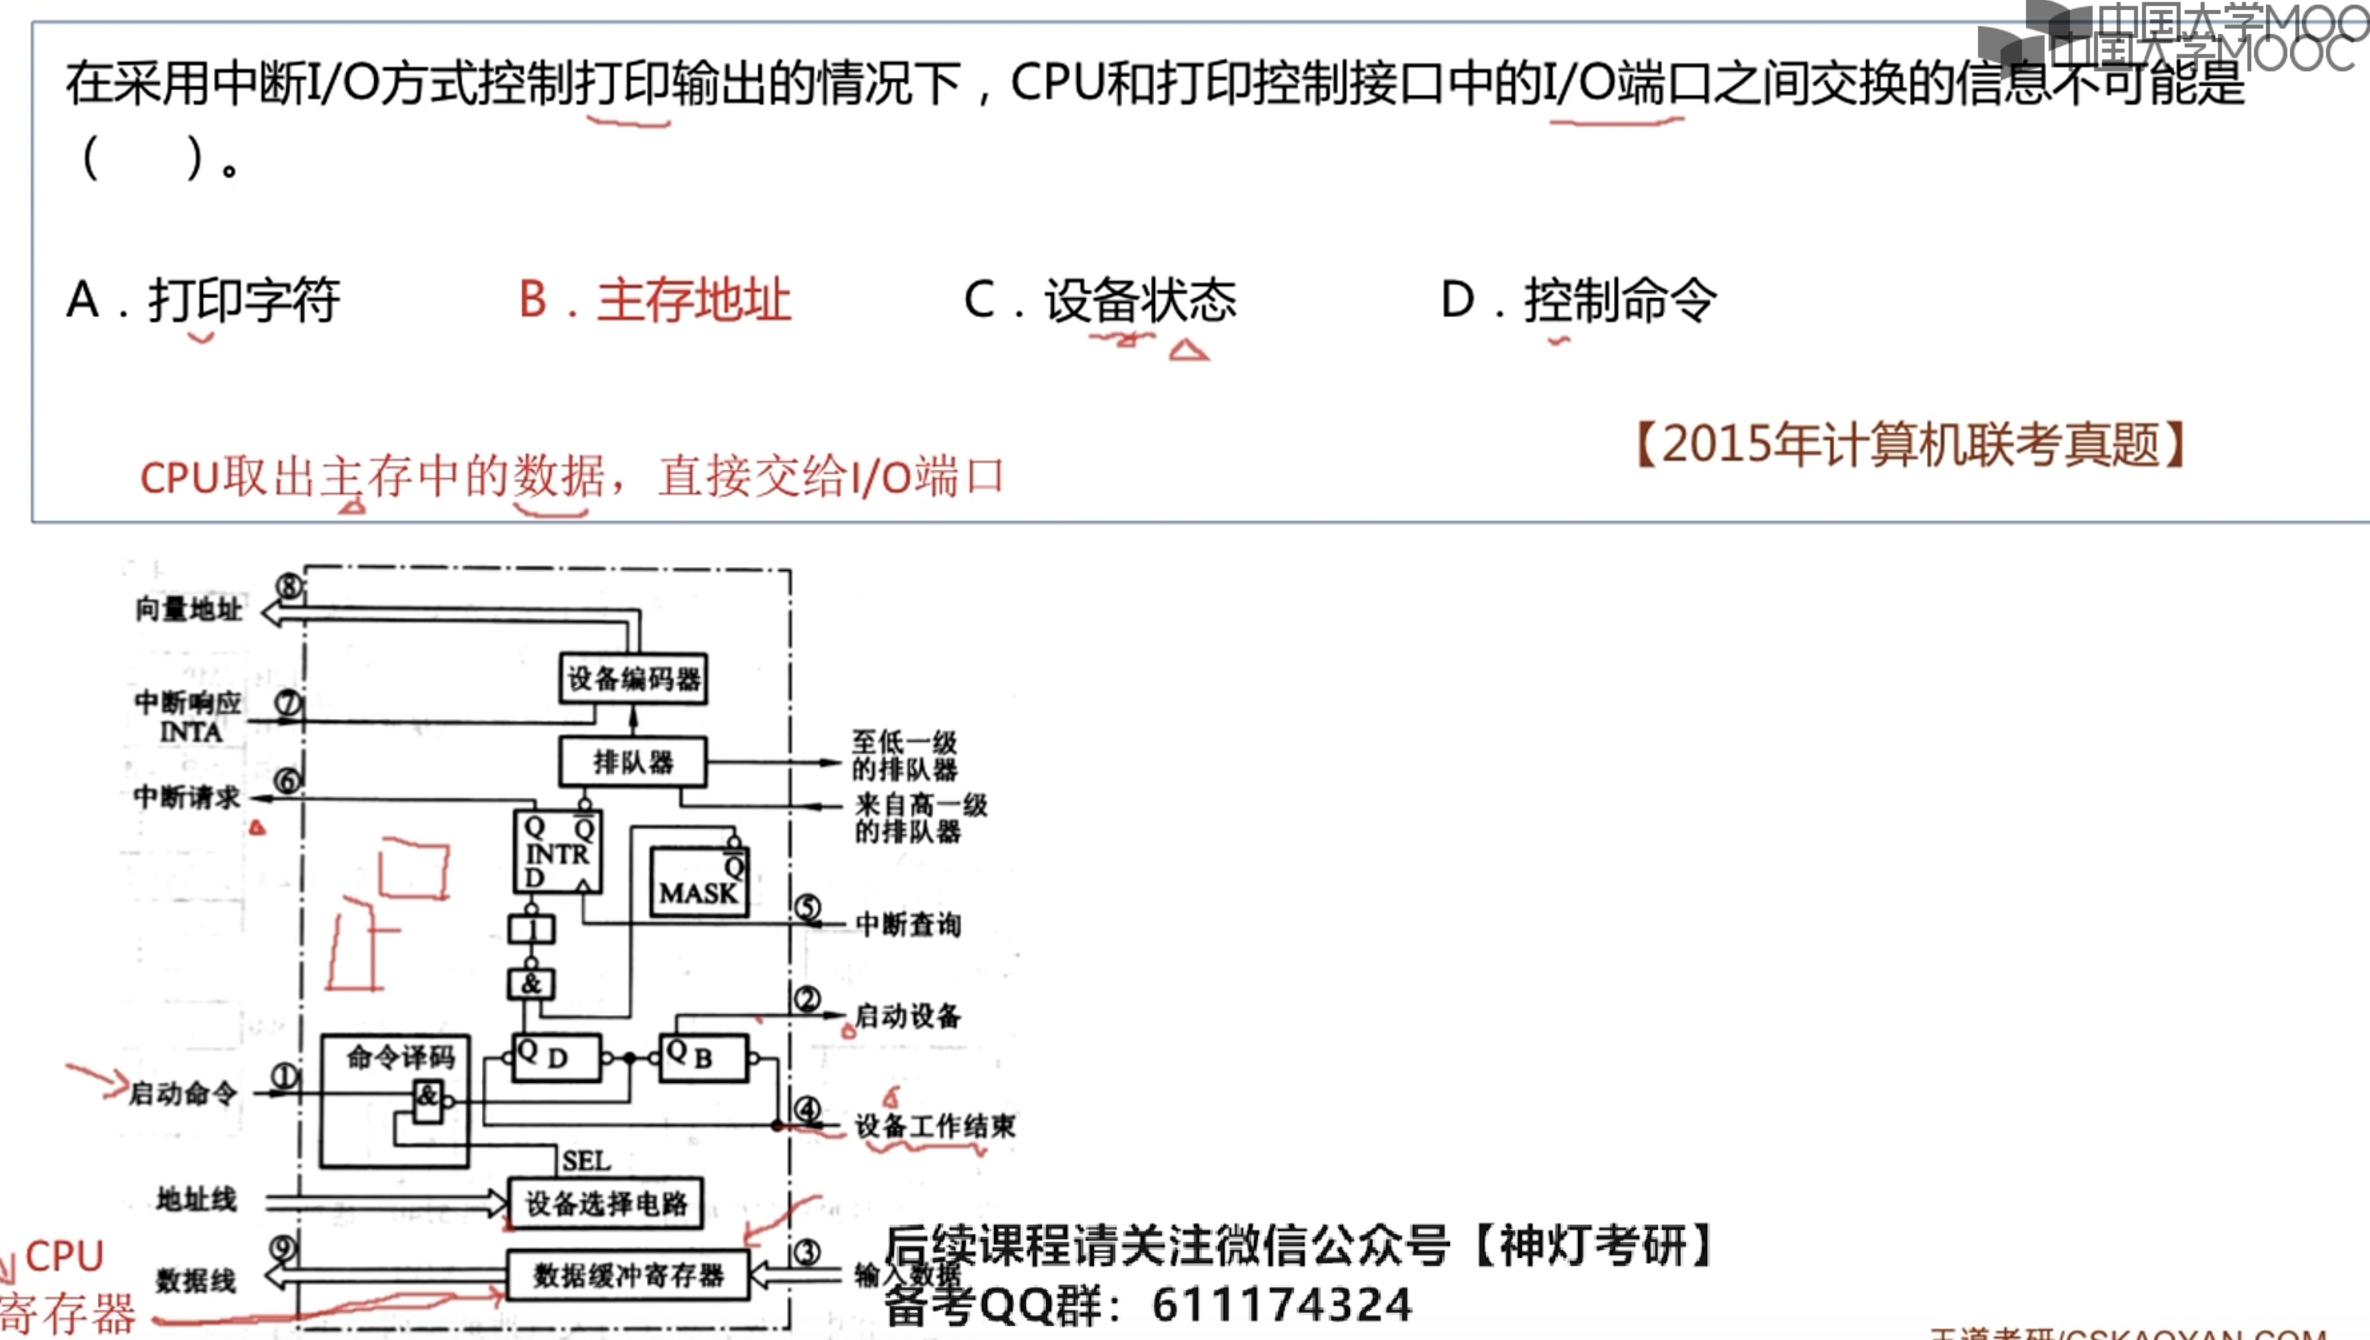 中国大学MOO
中国大学MOOC
在采用中断I/O方式控制打印输出的情况下，CPU和打印控制接口中的I/O端口之间交换的信息不可能是
（　）。
A．打印字符 B．主存地址 C．设备状态 D．控制命令
【2015年计算机联考真题】
CPU取出主存中的数据，直接交给I/O端口
⑧
向量地址
设备编码器
中断响应 ⑦
INTA
排队器
至低一级
的排队器
⑥
中断请求
来自高一级
的排队器
Q Q̅
INTR
D
Q̅
MASK
⑤
中断查询
1
&
②
启动设备
命令译码
Q D
Q B
①
启动命令
&
④
设备工作结束
SEL
地址线
设备选择电路
⑨
CPU
数据线
数据缓冲寄存器
③
输入数据
寄存器
后续课程请关注微信公众号【神灯考研】
备考QQ群：611174324
王道考研/CSKAOYAN.COM